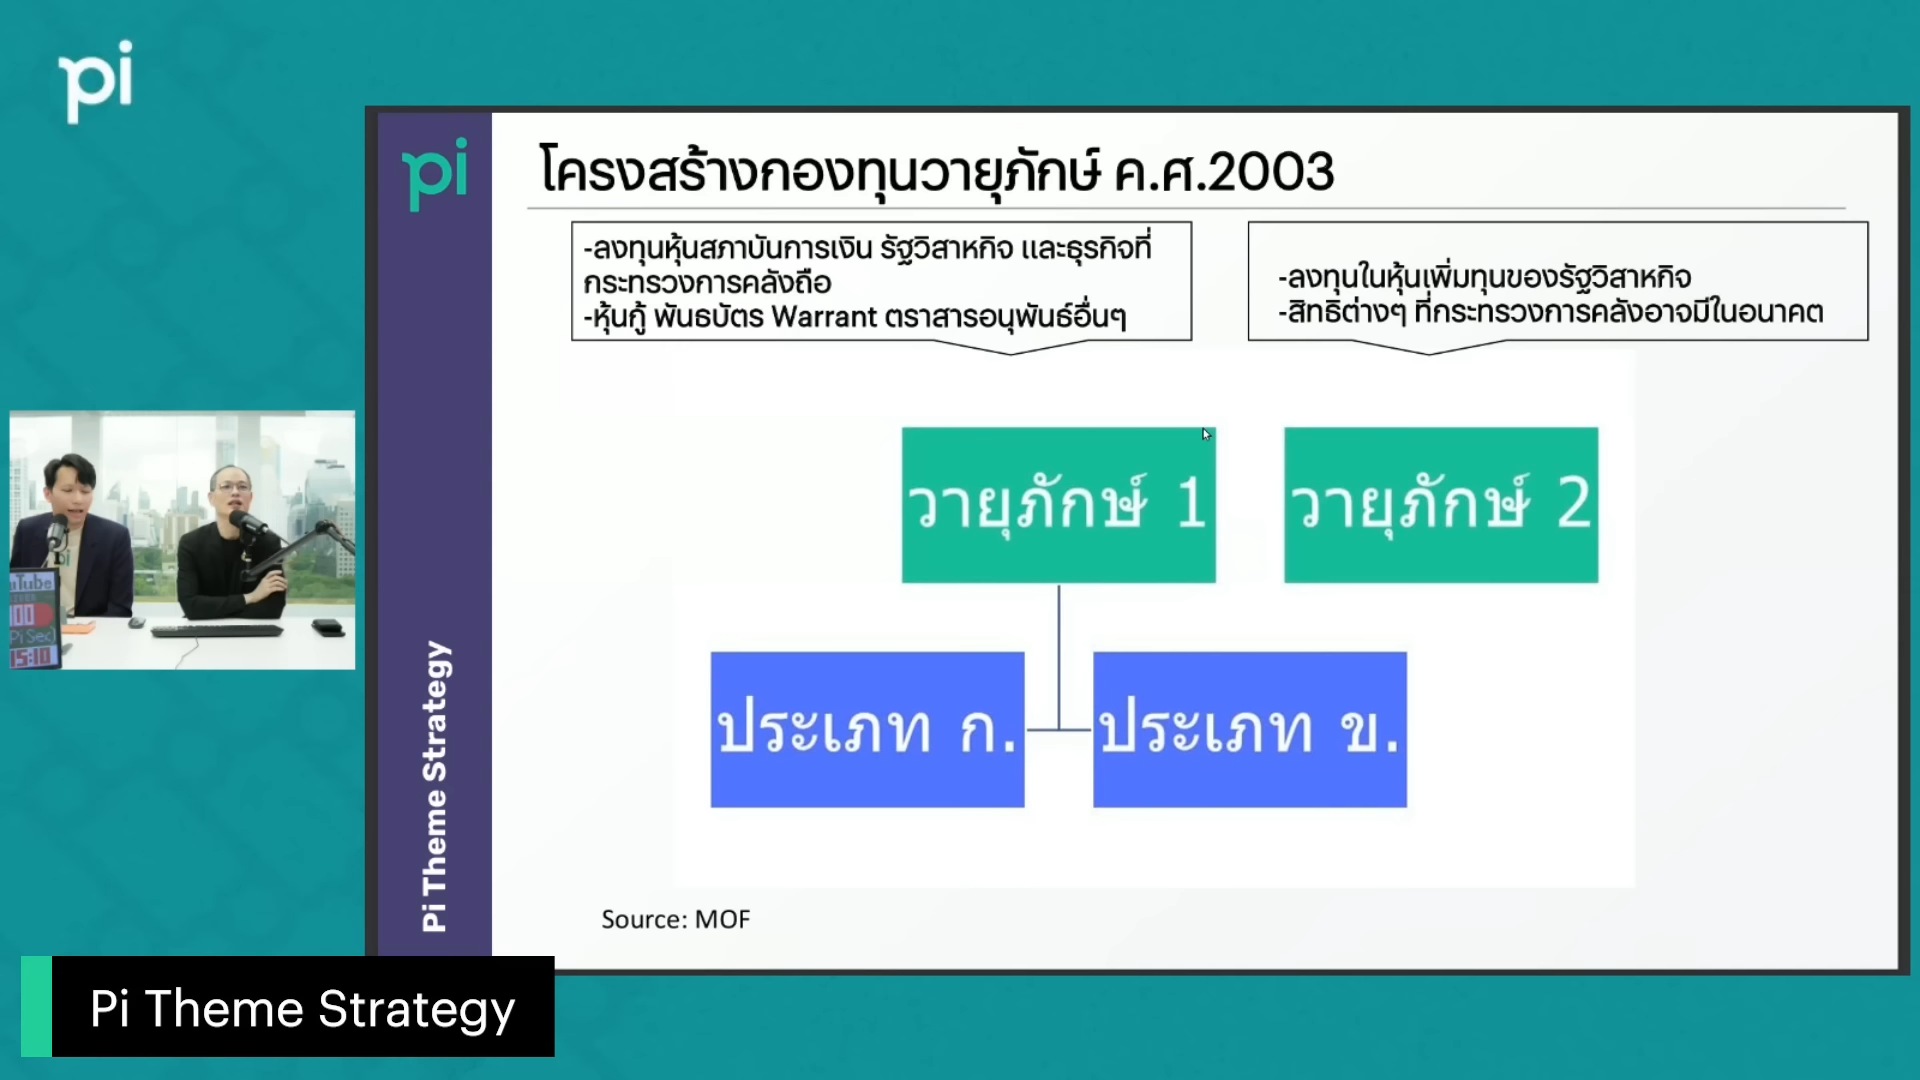 pi
pi
โครงสร้างกองทุนวายุภักษ์ ค.ศ.2003
-ลงทุนหุ้นสถาบันการเงิน รัฐวิสาหกิจ และธุรกิจที่
กระทรวงการคลังถือ
-หุ้นกู้ พันธบัตร Warrant ตราสารอนุพันธ์อื่นๆ
-ลงทุนในหุ้นเพิ่มทุนของรัฐวิสาหกิจ
-สิทธิต่างๆ ที่กระทรวงการคลังอาจมีในอนาคต
วายุภักษ์ 1
วายุภักษ์ 2
ประเภท ก.
ประเภท ข.
Source: MOF
Pi Theme Strategy
uTube
00
Pi Sec)
15:10
Pi Theme Strategy